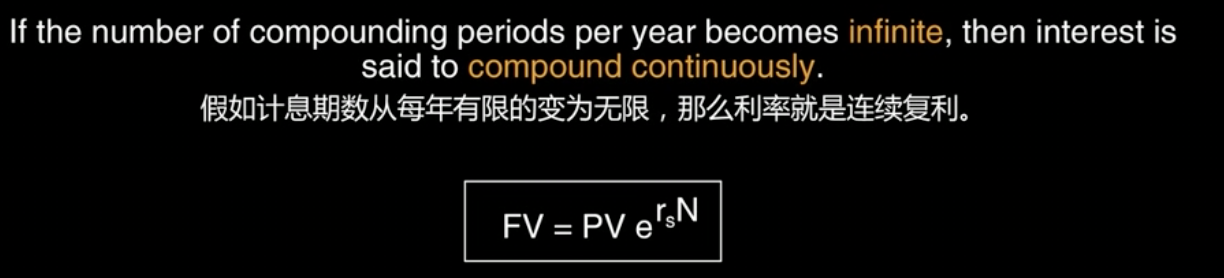 If the number of compounding periods per year becomes infinite, then interest is
said to compound continuously.
假如计息期数从每年有限的变为无限，那么利率就是连续复利。
FV = PV e^{r_sN}